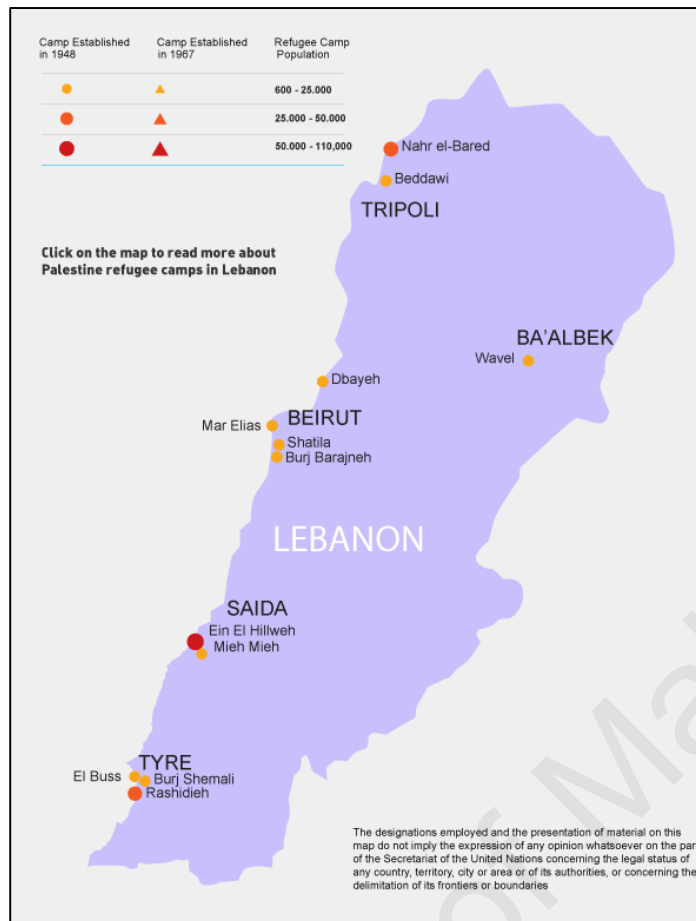 Camp Established
in 1948
Camp Established
in 1967
Refugee Camp
Population
600 - 25.000
25.000 - 50.000
50.000 - 110,000
Nahr el-Bared
Beddawi
TRIPOLI
Click on the map to read more about
Palestine refugee camps in Lebanon
BA'ALBEK
Wavel
Dbayeh
BEIRUT
Mar Elias
Shatila
Burj Barajneh
LEBANON
SAIDA
Ein El Hillweh
Mieh Mieh
TYRE
El Buss
Burj Shemali
Rashidieh
The designations employed and the presentation of material on this
map do not imply the expression of any opinion whatsoever on the part
of the Secretariat of the United Nations concerning the legal status of
any country, territory, city or area or of its authorities, or concerning the
delimitation of its frontiers or boundaries